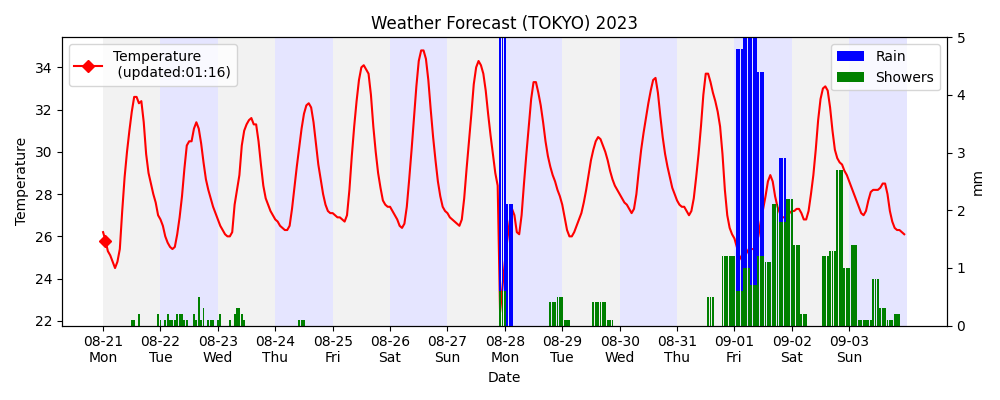 Weather Forecast (TOKYO) 2023
Temperature
(updated:01:16)
Rain
Showers
34
32
30
28
26
24
22
Temperature
5
4
3
2
1
0
mm
08-21 08-22 08-23 08-24 08-25 08-26 08-27 08-28 08-29 08-30 08-31 09-01 09-02 09-03
Mon Tue Wed Thu Fri Sat Sun Mon Tue Wed Thu Fri Sat Sun
Date